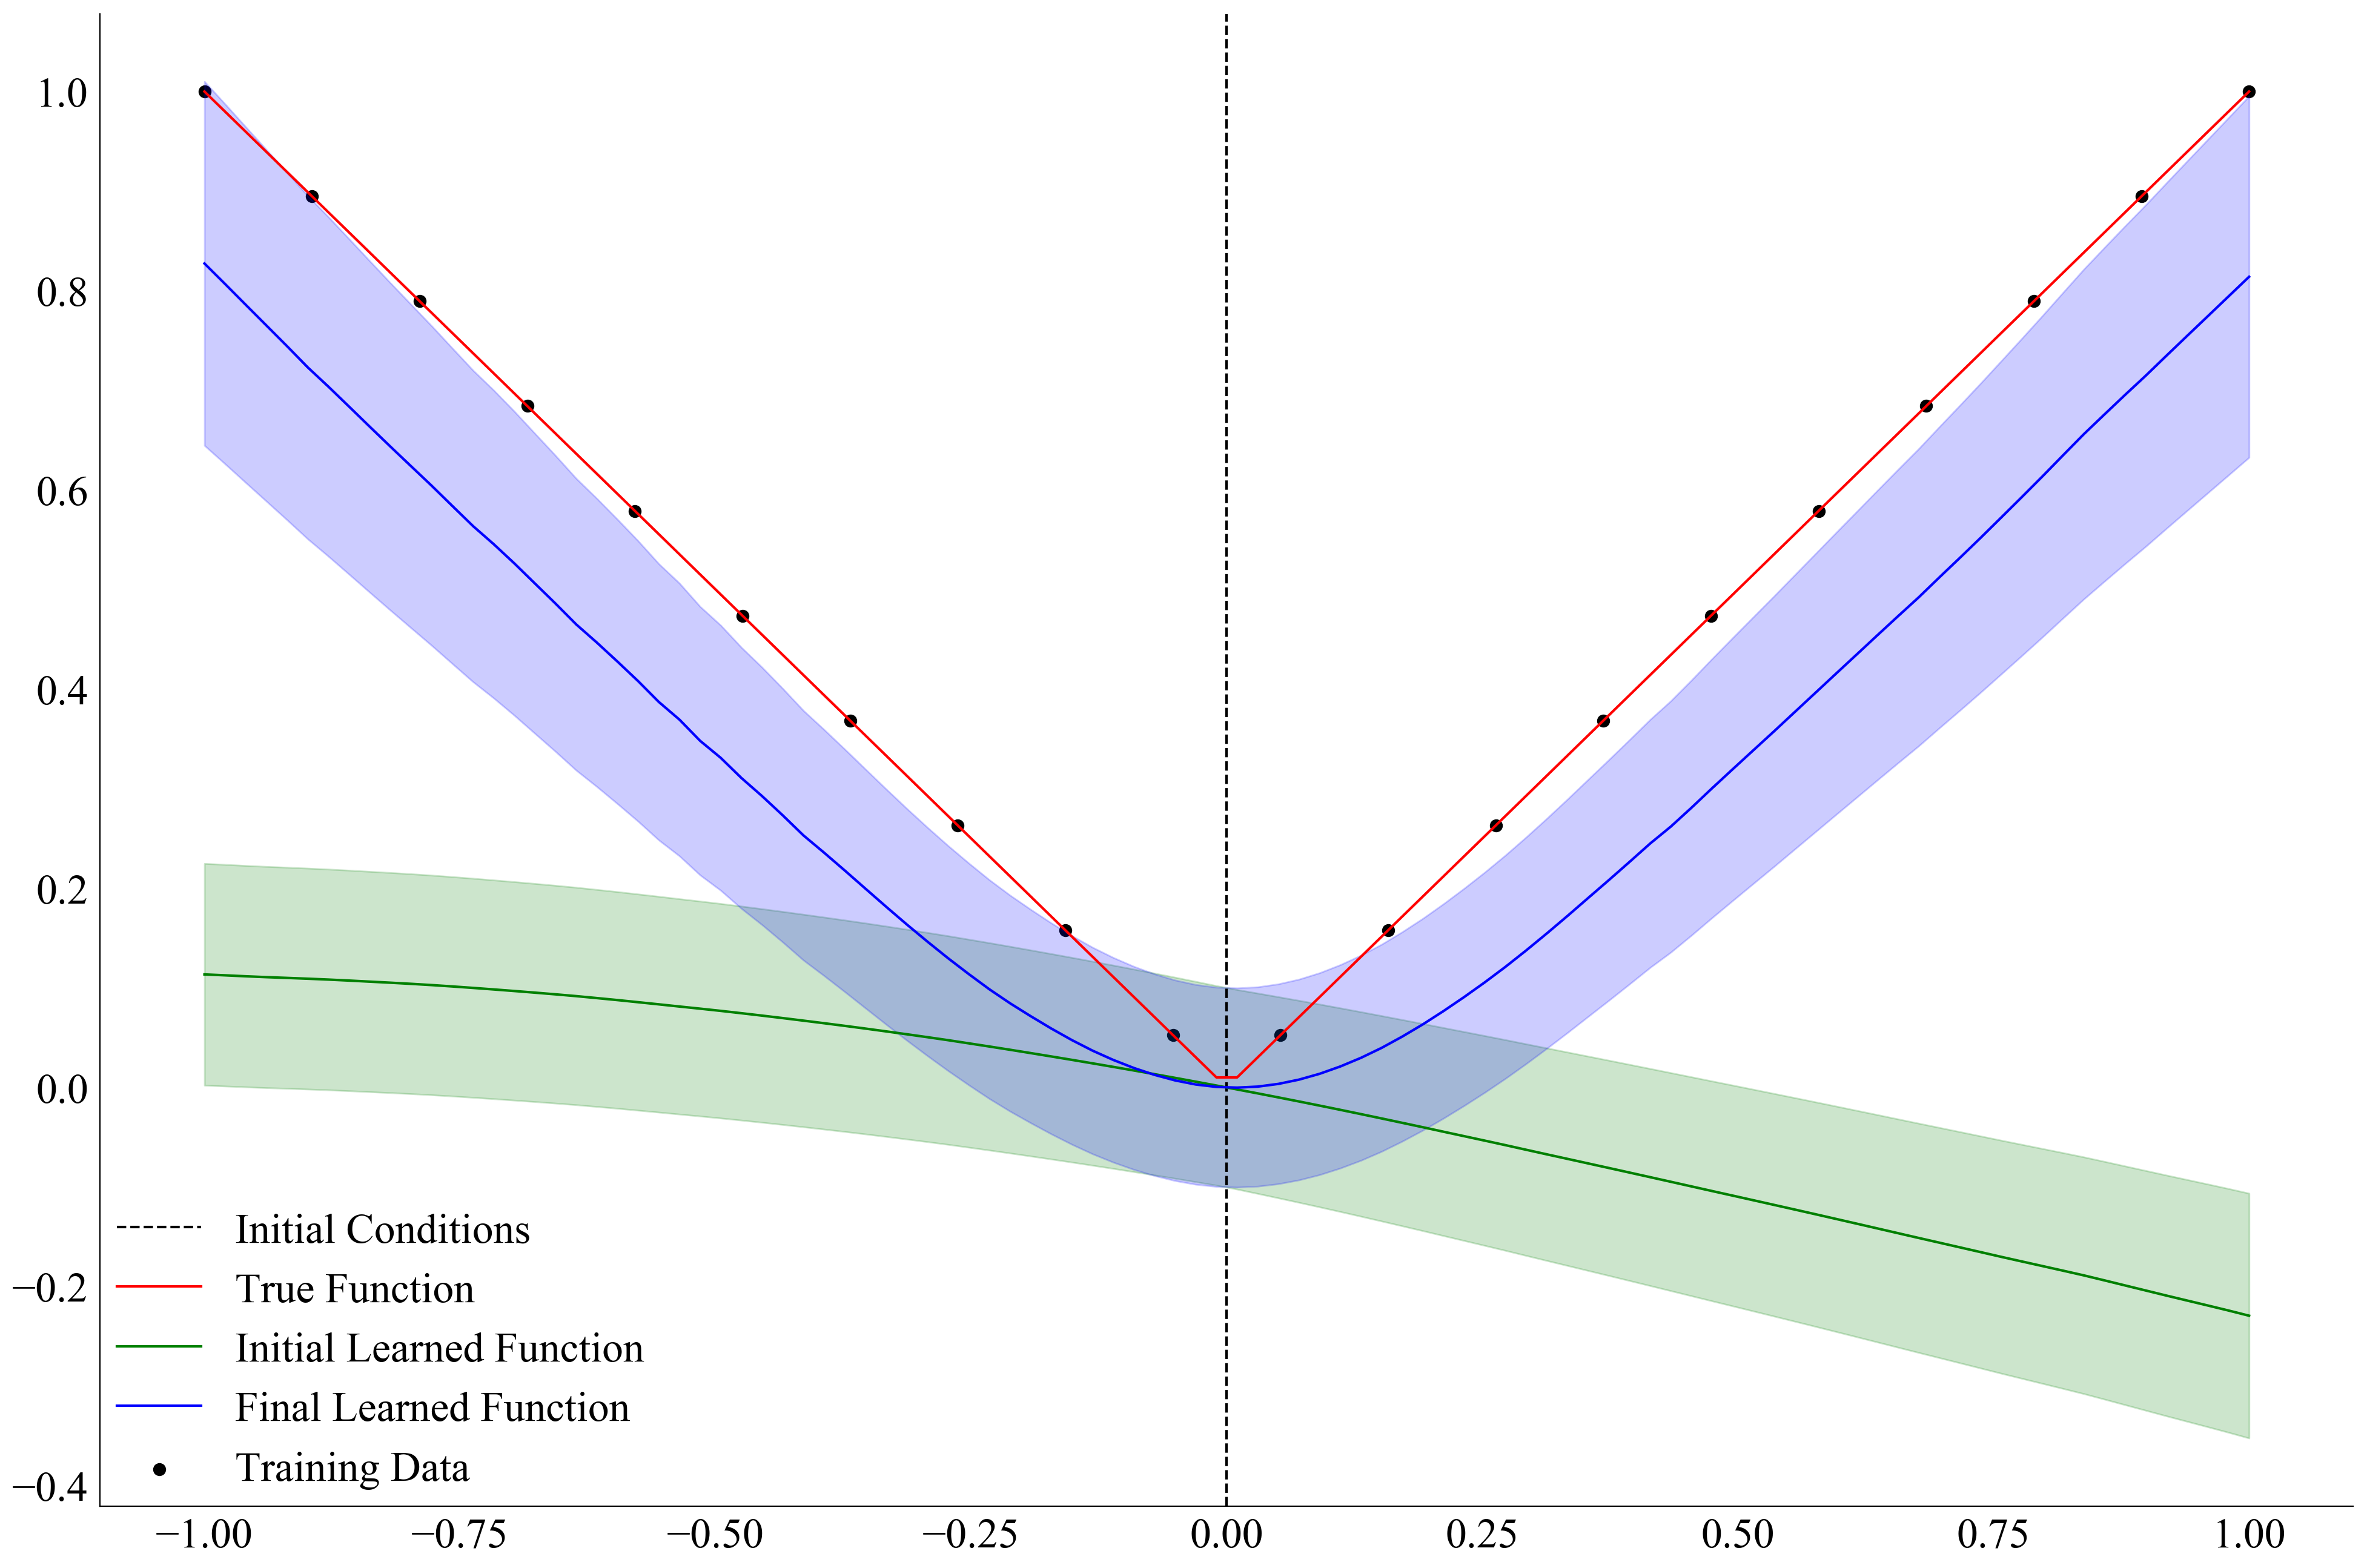 1.0
0.8
0.6
0.4
0.2
0.0
−0.2
−0.4
Initial Conditions
True Function
Initial Learned Function
Final Learned Function
Training Data
−1.00 −0.75 −0.50 −0.25 0.00 0.25 0.50 0.75 1.00